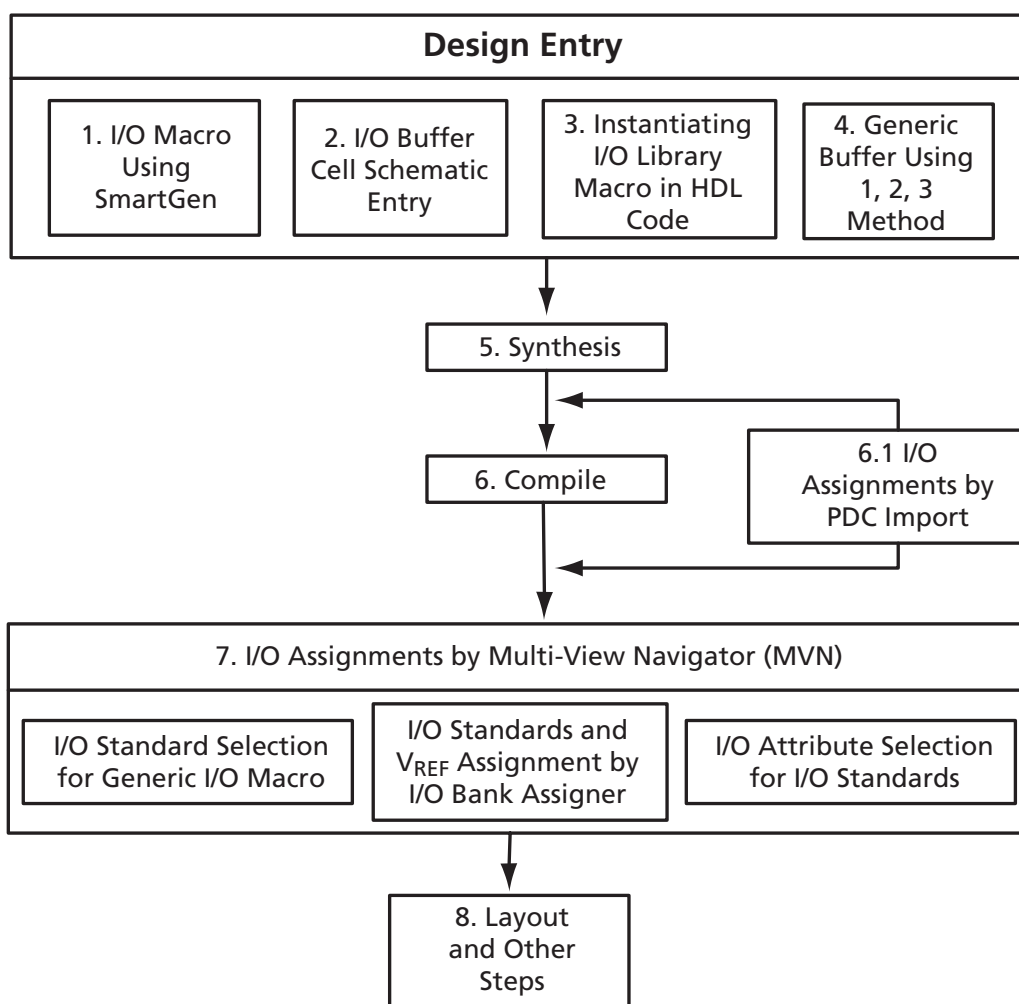 Design Entry
1. I/O Macro
Using
SmartGen
2. I/O Buffer
Cell Schematic
Entry
3. Instantiating
I/O Library
Macro in HDL
Code
4. Generic
Buffer Using
1, 2, 3
Method
5. Synthesis
6.1 I/O
Assignments by
PDC Import
6. Compile
7. I/O Assignments by Multi-View Navigator (MVN)
I/O Standard Selection
for Generic I/O Macro
I/O Standards and
VREF Assignment by
I/O Bank Assigner
I/O Attribute Selection
for I/O Standards
8. Layout
and Other
Steps